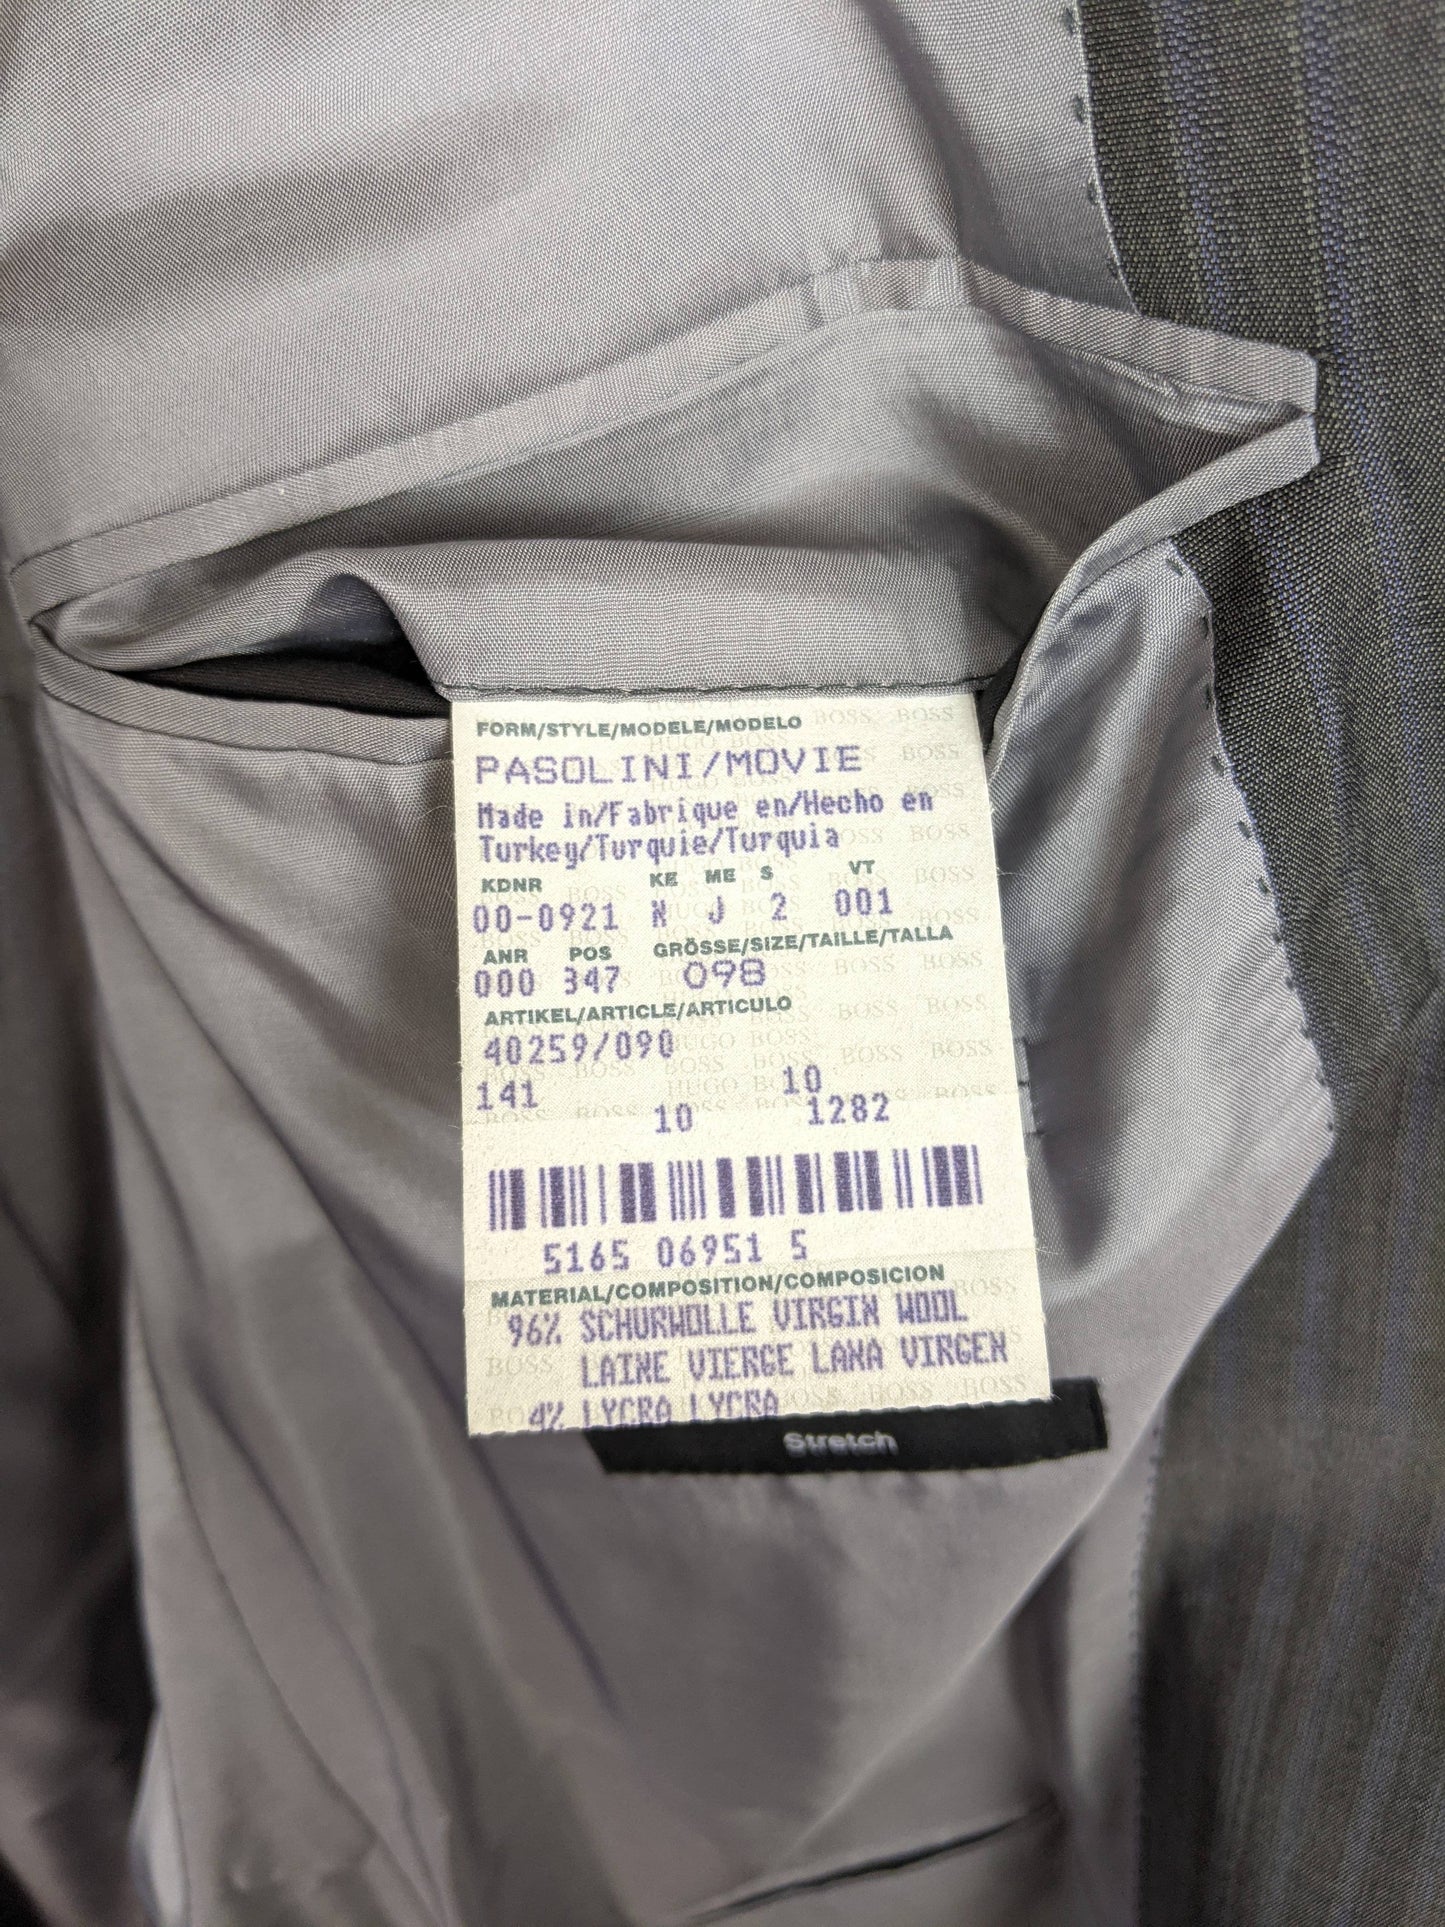 FORM/STYLE/MODELE/MODELO
PASOLINI/MOVIE
Made in/Fabrique en/Hecho en
Turkey/Turquie/Turquia
KDNR KE ME S VT
00-0921 N J 2 001
ANR POS GRÖSSE/SIZE/TAILLE/TALLA
000 347 098
ARTIKEL/ARTICLE/ARTICULO
40259/090
141 10
10 1282
5165 06951 5
MATERIAL/COMPOSITION/COMPOSICION
96% SCHURWOLLE VIRGIN WOOL
LAINE VIERGE LANA VIRGEN
4% LYCRA LYCRA
Stretch